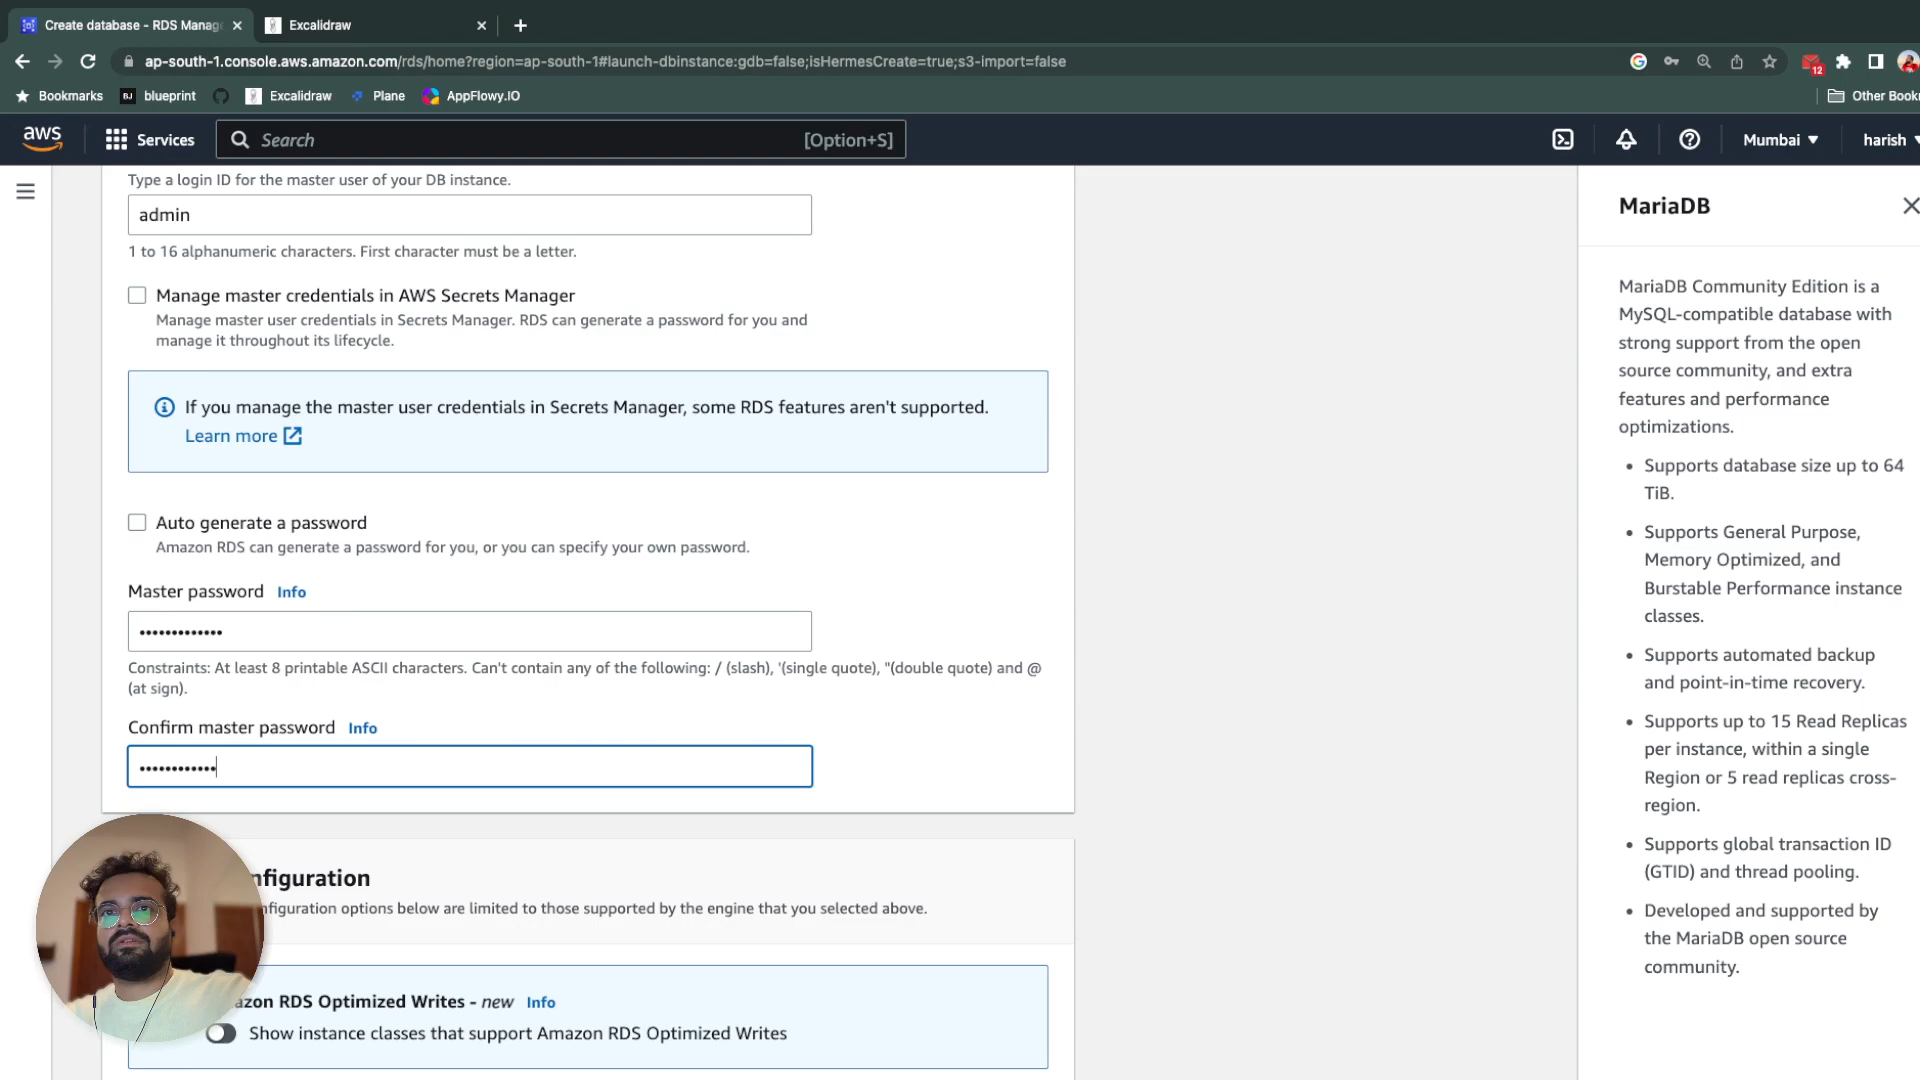 Create database - RDS Manag
Excalidraw
ap-south-1.console.aws.amazon.com/rds/home?region=ap-south-1#launch-dbinstance:gdb=false;isHermesCreate=true;s3-import=false
12
Bookmarks
BJ
blueprint
Excalidraw
Plane
AppFlowy.IO
Other Book
aws
Services
Search
[Option+S]
Mumbai
harish
Type a login ID for the master user of your DB instance.
admin
1 to 16 alphanumeric characters. First character must be a letter.
Manage master credentials in AWS Secrets Manager
Manage master user credentials in Secrets Manager. RDS can generate a password for you and
manage it throughout its lifecycle.
If you manage the master user credentials in Secrets Manager, some RDS features aren't supported.
Learn more
Auto generate a password
Amazon RDS can generate a password for you, or you can specify your own password.
Master password Info
•••••••••••••
Constraints: At least 8 printable ASCII characters. Can't contain any of the following: / (slash), '(single quote), "(double quote) and @
(at sign).
Confirm master password Info
••••••••••••
nfiguration
nfiguration options below are limited to those supported by the engine that you selected above.
azon RDS Optimized Writes - new Info
Show instance classes that support Amazon RDS Optimized Writes
MariaDB
MariaDB Community Edition is a
MySQL-compatible database with
strong support from the open
source community, and extra
features and performance
optimizations.
• Supports database size up to 64
TiB.
• Supports General Purpose,
Memory Optimized, and
Burstable Performance instance
classes.
• Supports automated backup
and point-in-time recovery.
• Supports up to 15 Read Replicas
per instance, within a single
Region or 5 read replicas cross-
region.
• Supports global transaction ID
(GTID) and thread pooling.
• Developed and supported by
the MariaDB open source
community.